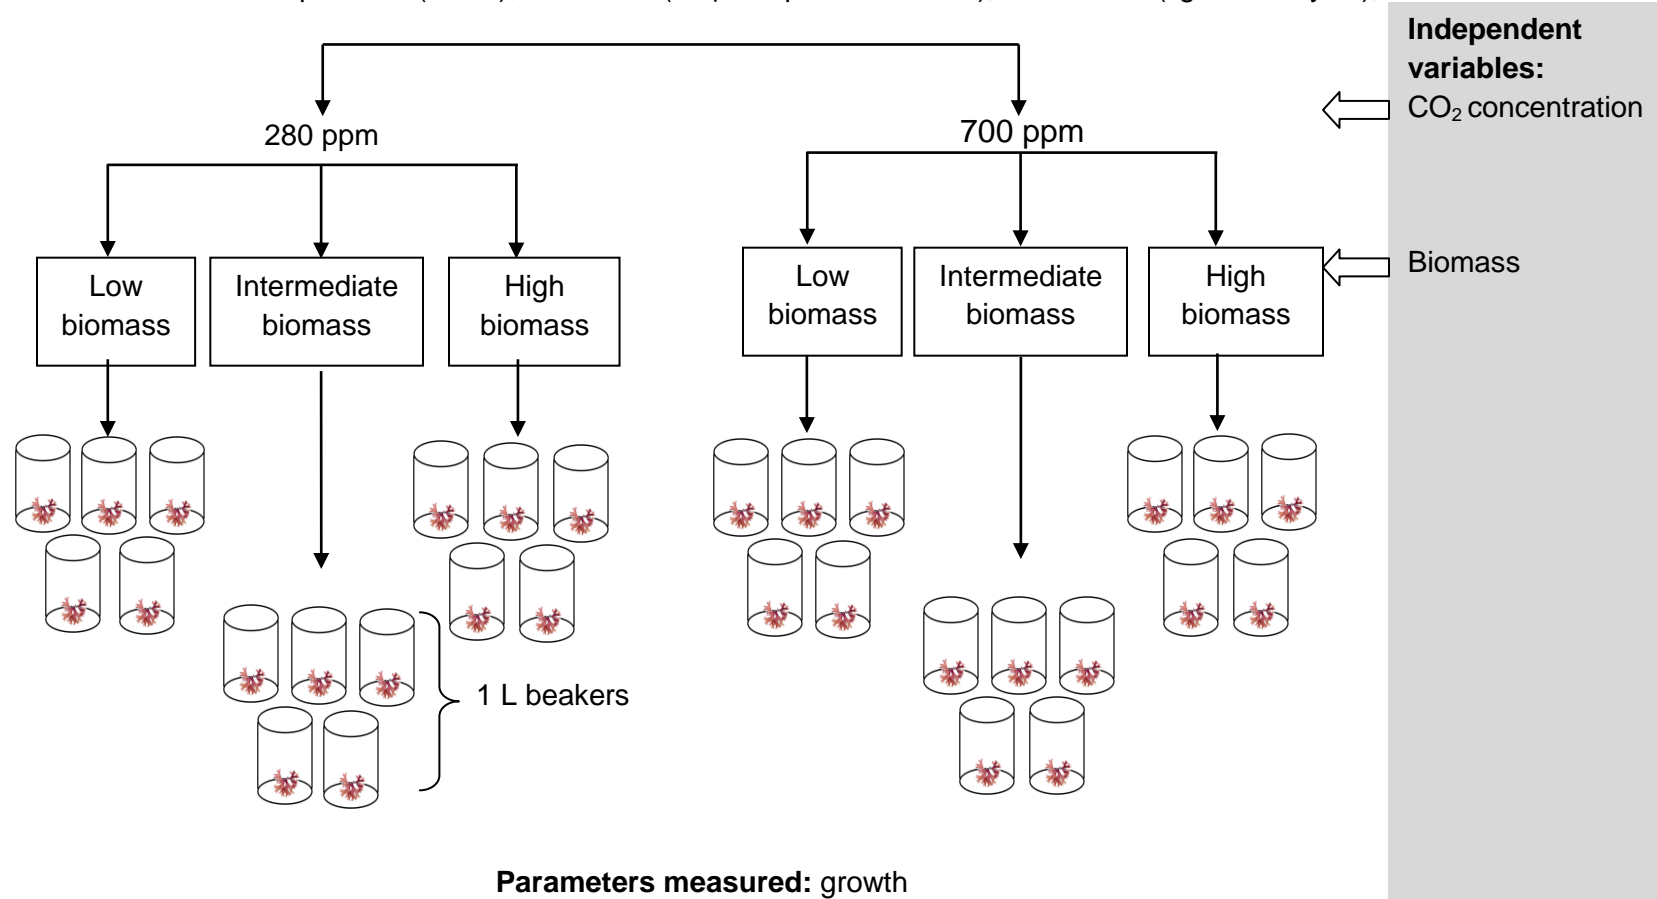 Independent
variables:
CO₂ concentration
280 ppm
700 ppm
Biomass
Low
biomass
Intermediate
biomass
High
biomass
Low
biomass
Intermediate
biomass
High
biomass
1 L beakers
Parameters measured: growth